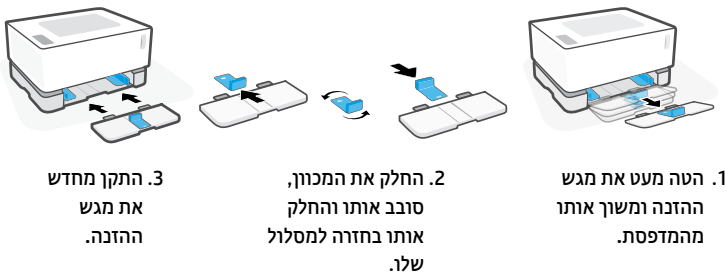 1. הטה מעט את מגש
ההזנה ומשוך אותו
מהמדפסת.
2. החלק את המכוון,
סובב אותו והחלק
אותו בחזרה למסלול
שלו.
3. התקן מחדש
את מגש
ההזנה.